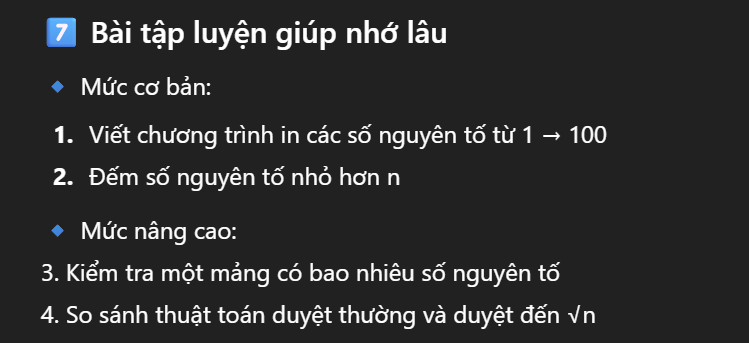 7️⃣ Bài tập luyện giúp nhớ lâu
🔹 Mức cơ bản:
1. Viết chương trình in các số nguyên tố từ 1 → 100
2. Đếm số nguyên tố nhỏ hơn n
🔹 Mức nâng cao:
3. Kiểm tra một mảng có bao nhiêu số nguyên tố
4. So sánh thuật toán duyệt thường và duyệt đến √n